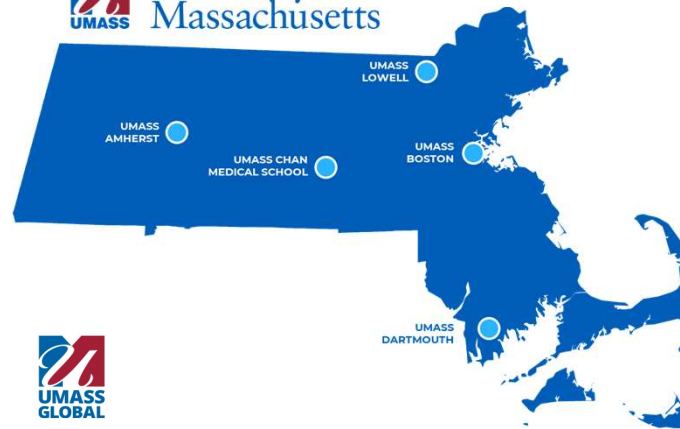 UMASS
Massachusetts
UMASS
LOWELL
UMASS
AMHERST
UMASS CHAN
MEDICAL SCHOOL
UMASS
BOSTON
UMASS
DARTMOUTH
UMASS
GLOBAL